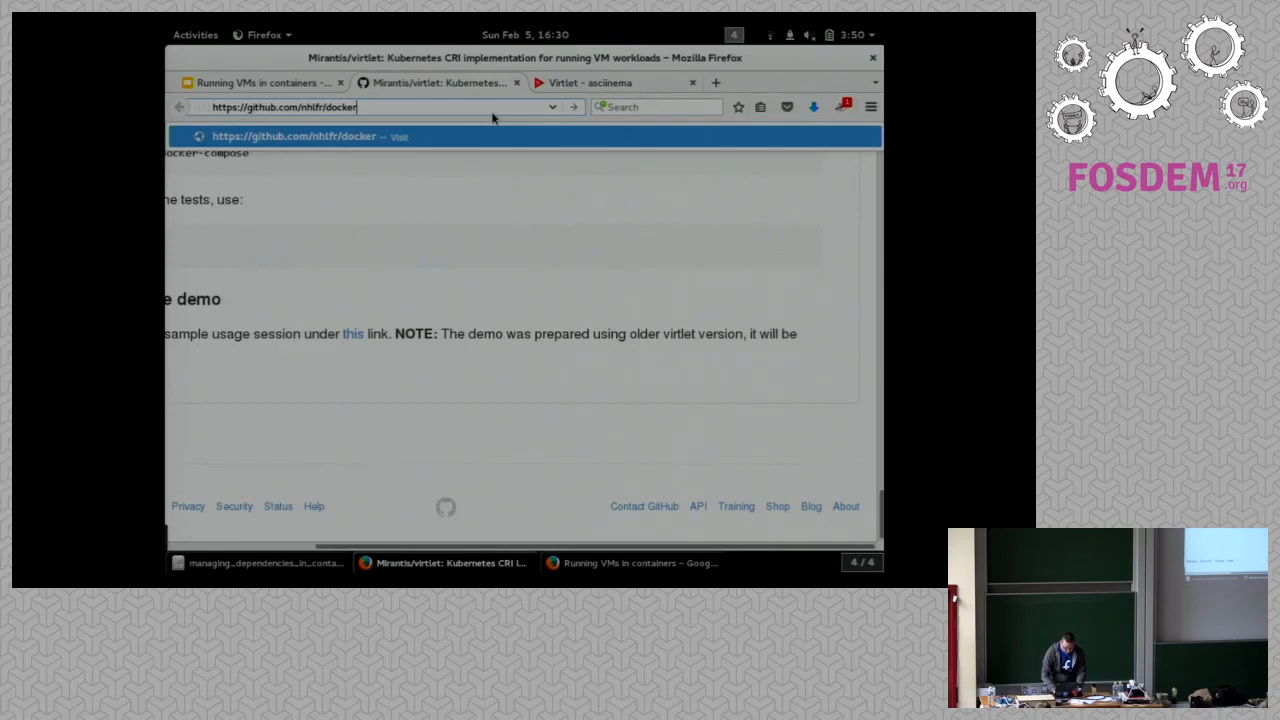 Activities Firefox Sun Feb 5, 16:30 4 3:50
Mirantis/virtlet: Kubernetes CRI implementation for running VM workloads – Mozilla Firefox
Running VMs in containers -... Mirantis/virtlet: Kubernetes... Virtlet - asciinema
https://github.com/nhlfr/docker Search 1
https://github.com/nhlfr/docker — Visit
ocker-compose
ne tests, use:
e demo
sample usage session under this link. NOTE: The demo was prepared using older virtlet version, it will be
Privacy Security Status Help Contact GitHub API Training Shop Blog About
managing_dependencies_in_conta... Mirantis/virtlet: Kubernetes CRI i... Running VMs in containers – Goog... 4 / 4
FOSDEM 17
.org